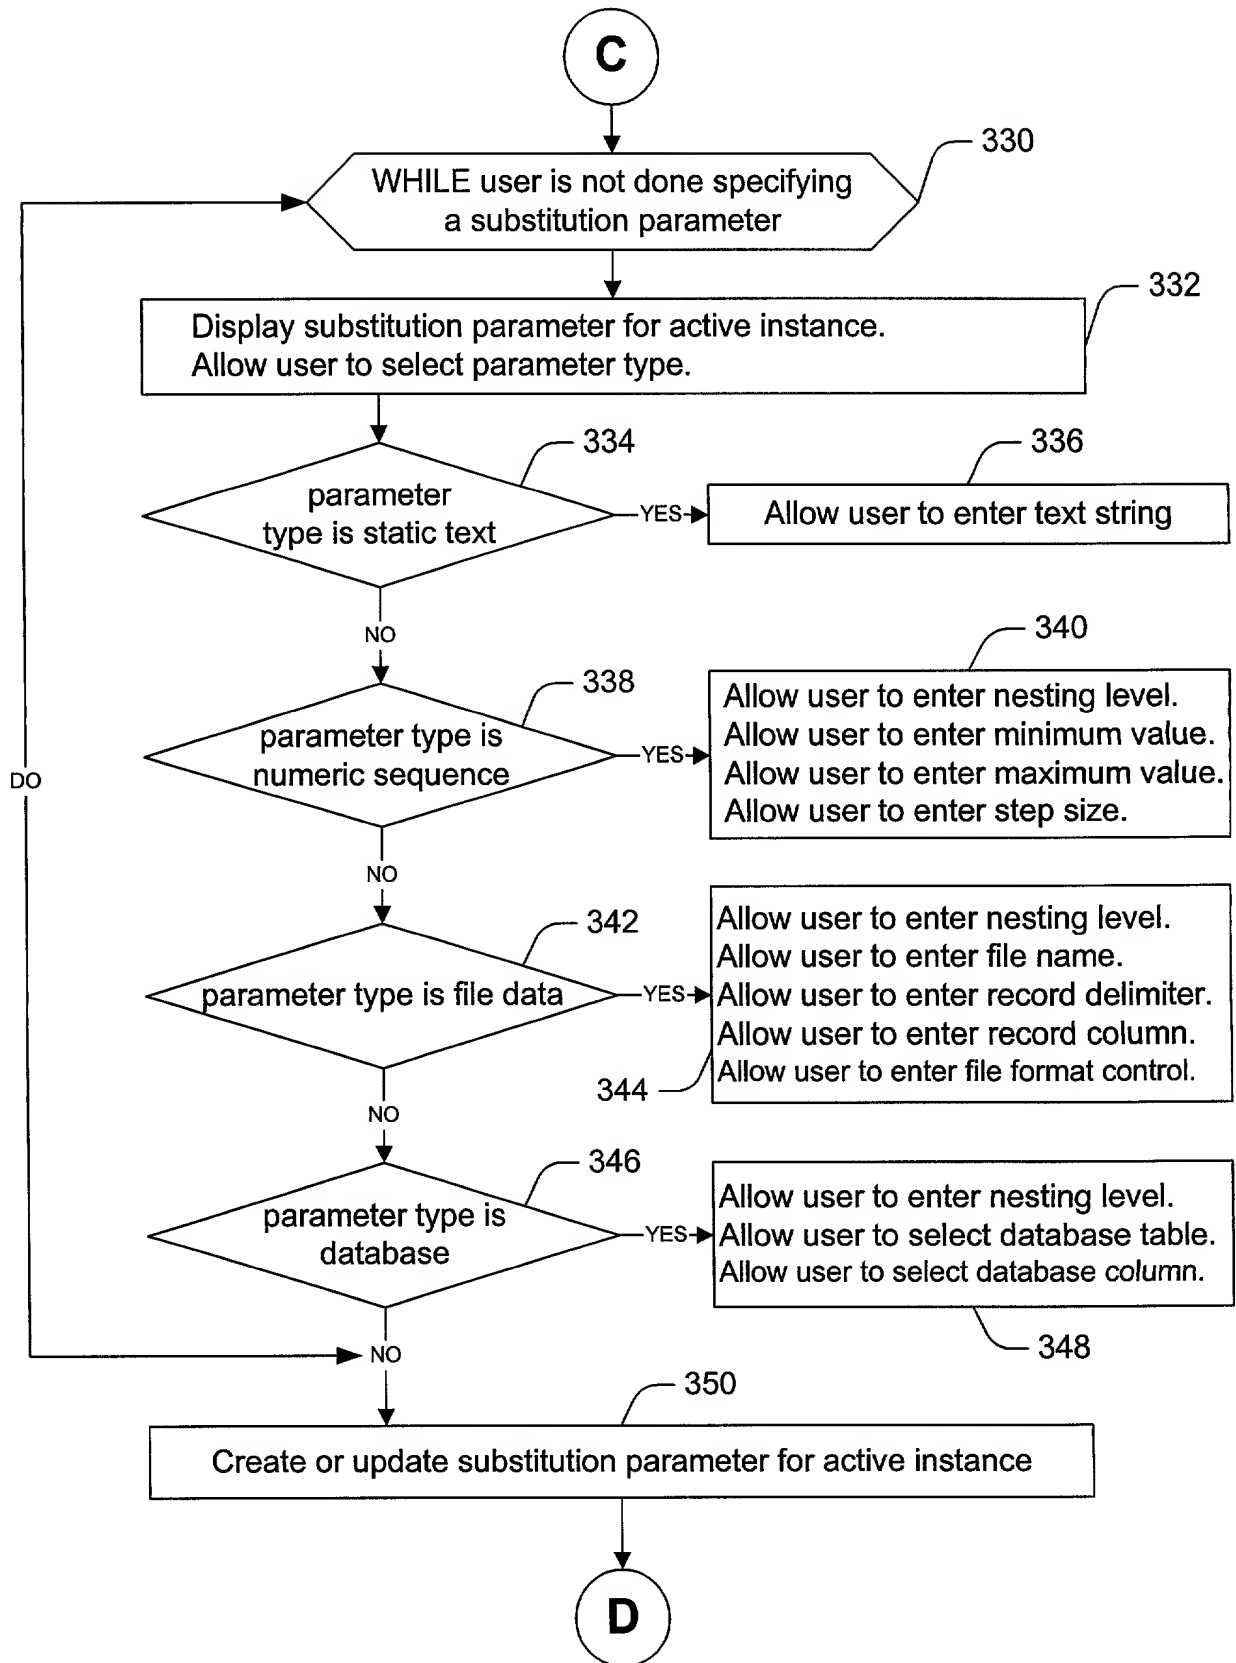 C
330
WHILE user is not done specifying
a substitution parameter
332
Display substitution parameter for active instance.
Allow user to select parameter type.
334
parameter
type is static text
YES
336
Allow user to enter text string
NO
338
parameter type is
numeric sequence
YES
340
Allow user to enter nesting level.
Allow user to enter minimum value.
Allow user to enter maximum value.
Allow user to enter step size.
DO
NO
342
parameter type is file data
YES
Allow user to enter nesting level.
Allow user to enter file name.
Allow user to enter record delimiter.
Allow user to enter record column.
Allow user to enter file format control.
344
NO
346
parameter type is
database
YES
Allow user to enter nesting level.
Allow user to select database table.
Allow user to select database column.
348
NO
350
Create or update substitution parameter for active instance
D